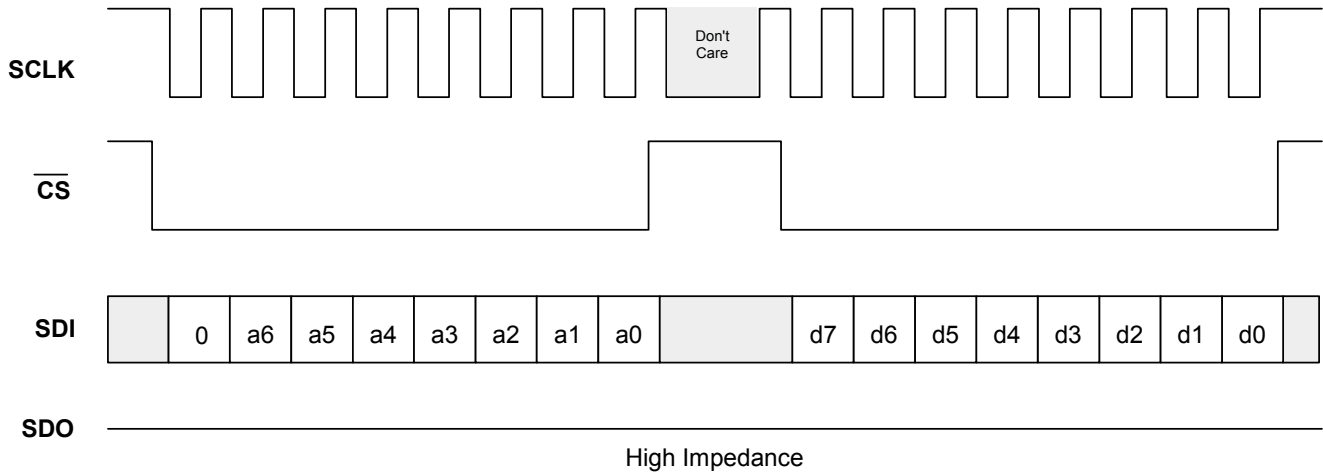 Don't
Care
SCLK
CS
SDI 0 a6 a5 a4 a3 a2 a1 a0 d7 d6 d5 d4 d3 d2 d1 d0
SDO
High Impedance